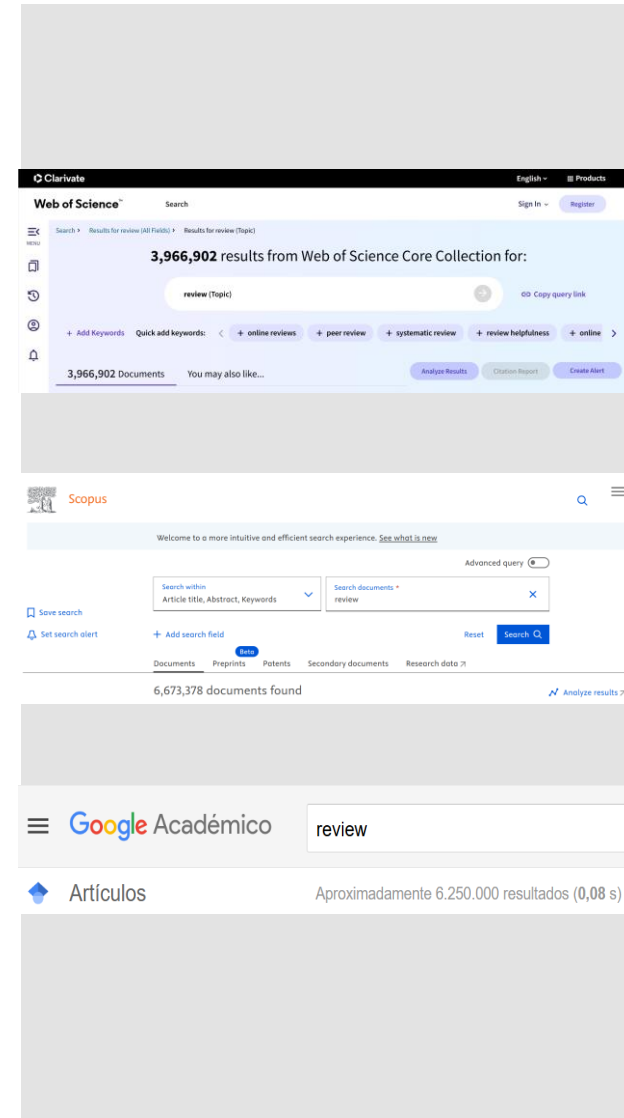 Clarivate English Products
Web of Science™ Search Sign In Register
MENU Search > Results for review (All Fields) > Results for review (Topic)
3,966,902 results from Web of Science Core Collection for:
review (Topic) Copy query link
+ Add Keywords Quick add keywords: < + online reviews + peer review + systematic review + review helpfulness + online >
3,966,902 Documents You may also like... Analyze Results Citation Report Create Alert
Scopus
Welcome to a more intuitive and efficient search experience. See what is new
Advanced query
Search within Search documents *
Article title, Abstract, Keywords review
Save search
Set search alert + Add search field Reset Search
Beta
Documents Preprints Patents Secondary documents Research data
6,673,378 documents found Analyze results
Google Académico review
Artículos Aproximadamente 6.250.000 resultados (0,08 s)